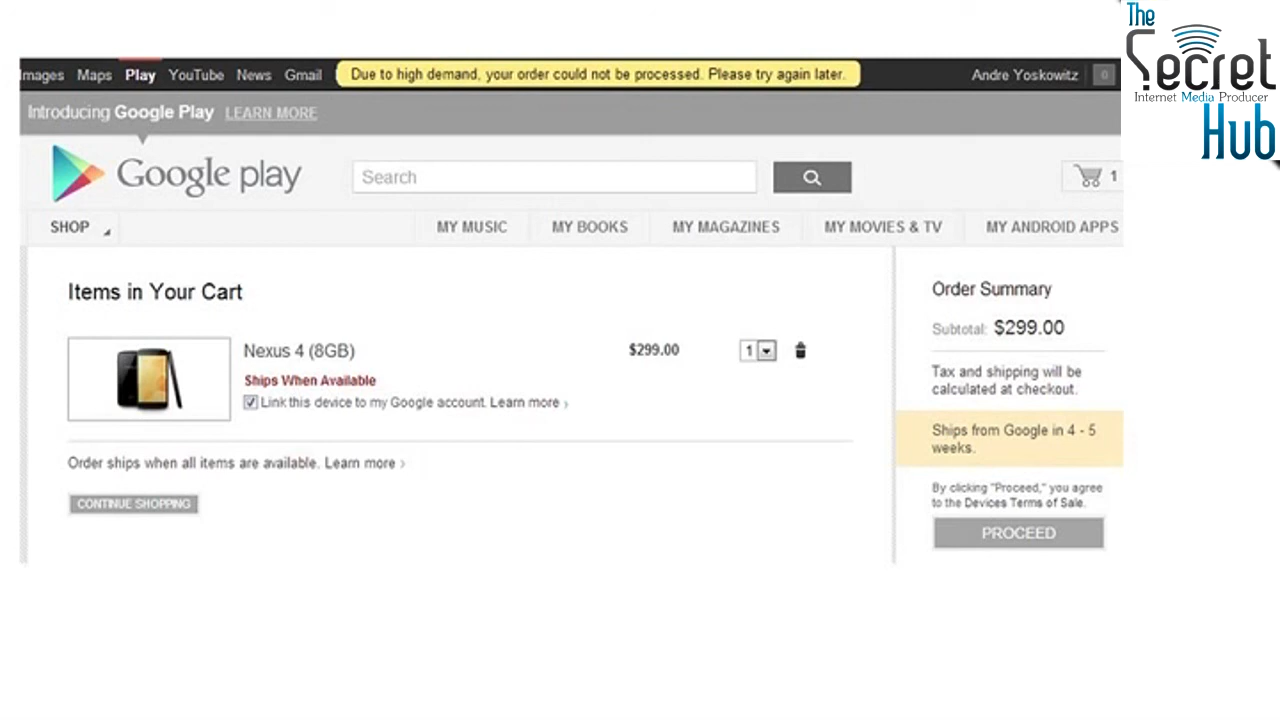 The
Secret
Internet Media Producer
Hub
Images Maps Play YouTube News Gmail Due to high demand, your order could not be processed. Please try again later. Andre Yoskowitz 0
Introducing Google Play LEARN MORE
Google play Search 1
SHOP MY MUSIC MY BOOKS MY MAGAZINES MY MOVIES & TV MY ANDROID APPS
Items in Your Cart
Nexus 4 (8GB) $299.00 1
Ships When Available
Link this device to my Google account. Learn more ›
Order ships when all items are available. Learn more ›
CONTINUE SHOPPING
Order Summary
Subtotal: $299.00
Tax and shipping will be
calculated at checkout.
Ships from Google in 4 - 5
weeks.
By clicking "Proceed," you agree
to the Devices Terms of Sale.
PROCEED